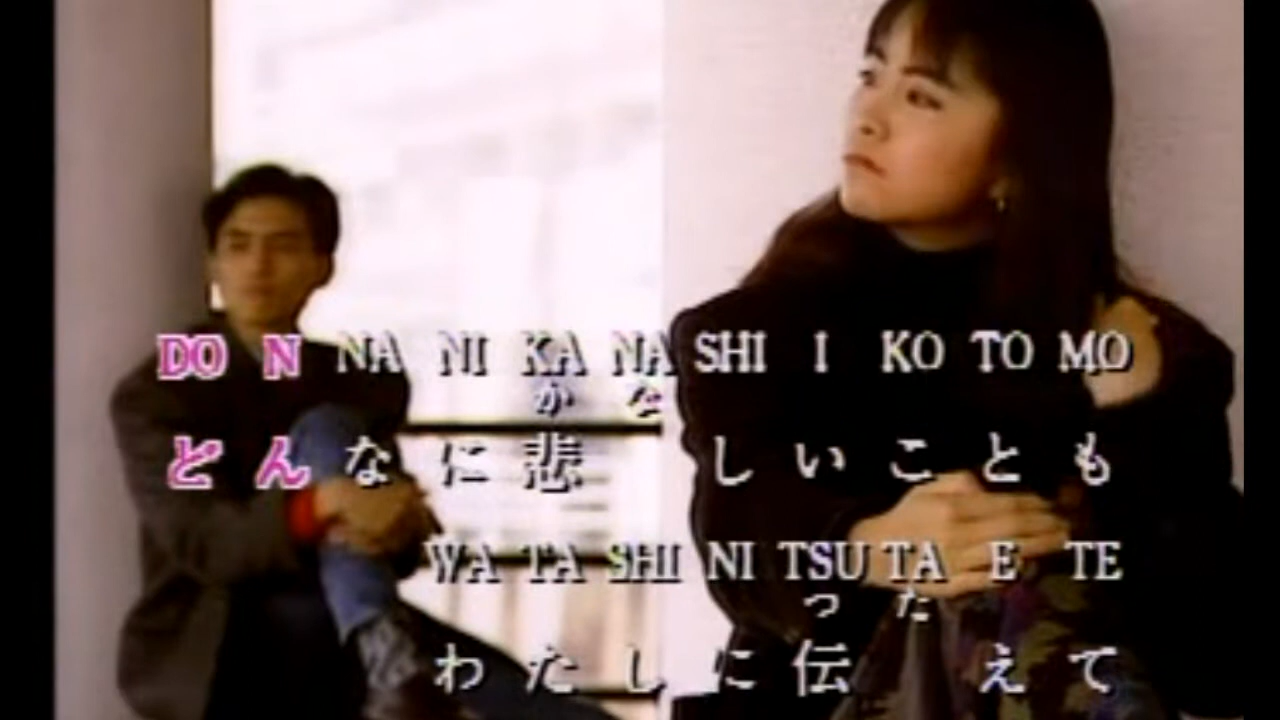 DO N NA NI KA NA SHI I KO TO MO
か な
どんなに悲しいことも
WA TA SHI NI TSU TA E TE
つ た
わたしに伝えて